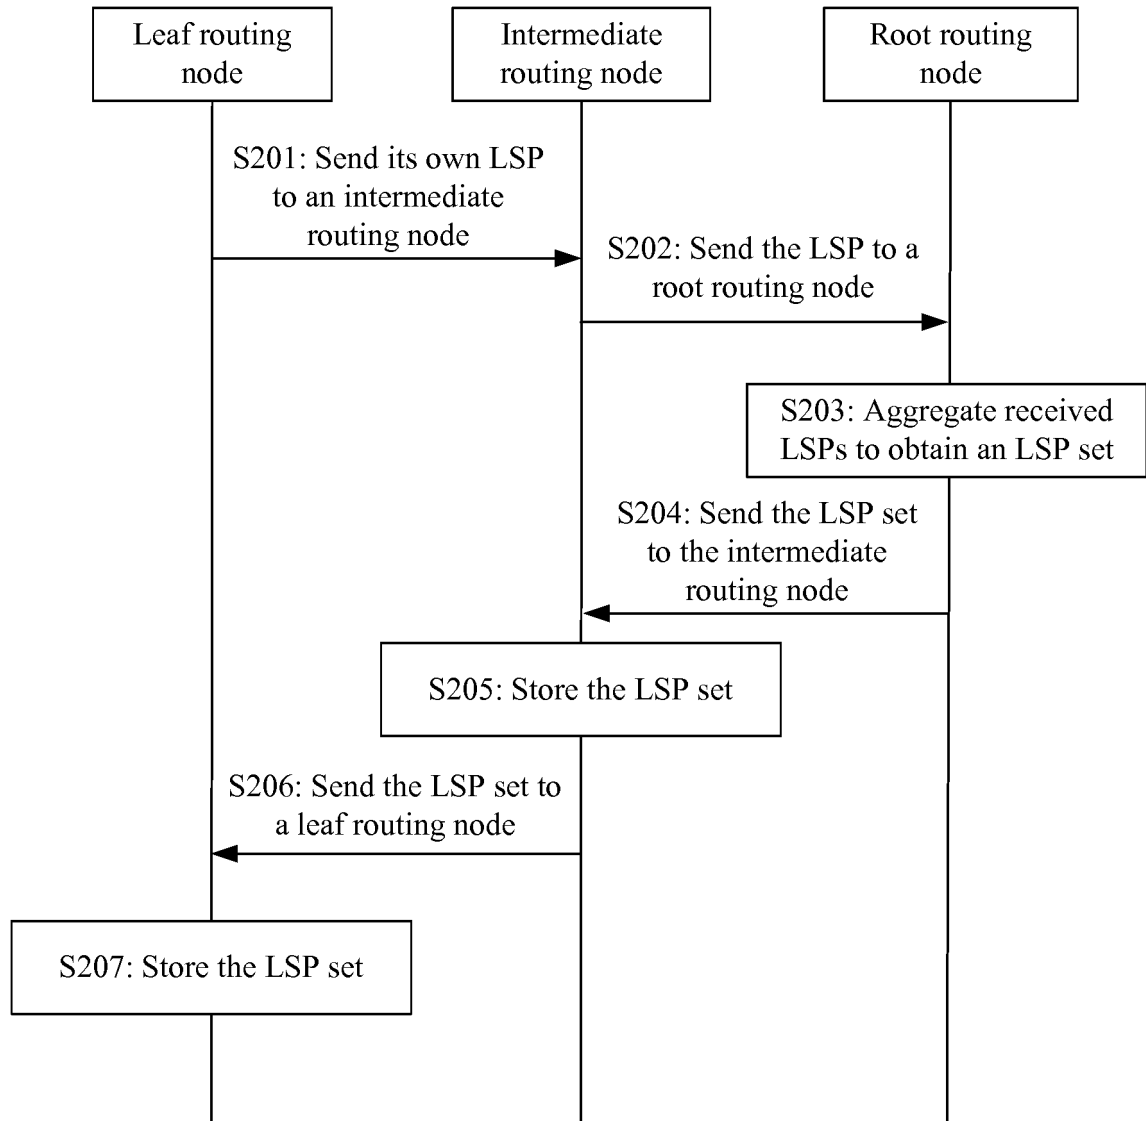 Leaf routing
node
Intermediate
routing node
Root routing
node
S201: Send its own LSP
to an intermediate
routing node
S202: Send the LSP to a
root routing node
S203: Aggregate received
LSPs to obtain an LSP set
S204: Send the LSP set
to the intermediate
routing node
S205: Store the LSP set
S206: Send the LSP set to
a leaf routing node
S207: Store the LSP set